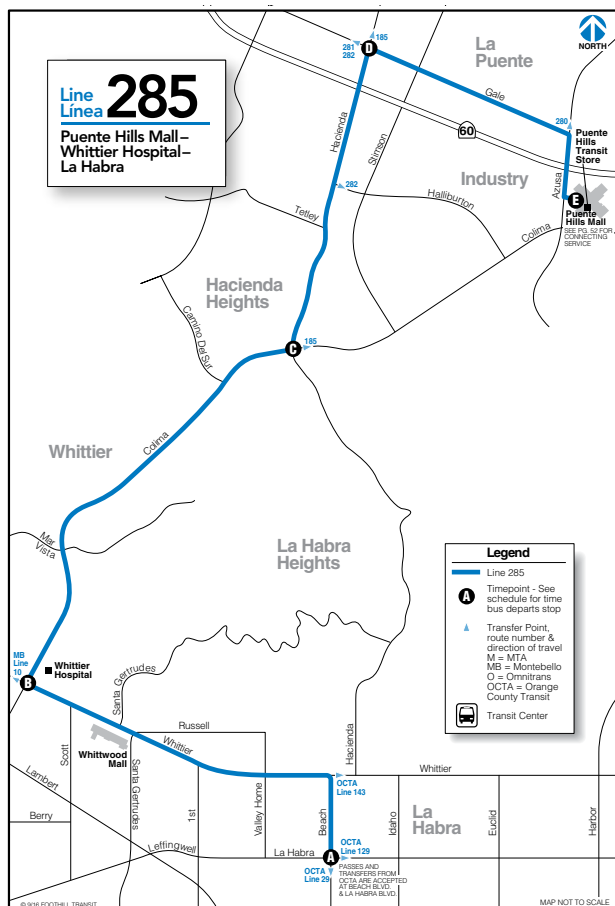 185
281
282
D
La
Puente
NORTH
Line
Línea
285
Puente Hills Mall–
Whittier Hospital–
La Habra
Gale
60
280
Puente
Hills
Transit
Store
Hacienda
Stimson
Industry
Azusa
E
Puente
Hills Mall
SEE PG. 52 FOR
CONNECTING
SERVICE
282
Halliburton
Tetley
Colima
Hacienda
Heights
Camino Del Sur
C
185
Whittier
Colima
Mar
Vista
La Habra
Heights
Legend
Line 285
A
Timepoint - See
schedule for time
bus departs stop
Transfer Point,
route number &
direction of travel
M = MTA
MB = Montebello
O = Omnitrans
OCTA = Orange
County Transit
Transit Center
MB
Line
10
Whittier
Hospital
B
Santa Gertrudes
Russell
Whittier
Scott
Whittwood
Mall
Hacienda
Whittier
OCTA
Line 143
Lambert
Santa Gertrudes
1st
Valley Home
Beach
Idaho
La
Habra
Euclid
Harbor
Berry
Leffingwell
La Habra
A
OCTA
Line 129
OCTA
Line 29
PASSES AND
TRANSFERS FROM
OCTA ARE ACCEPTED
AT BEACH BLVD.
& LA HABRA BLVD.
© 9/16 FOOTHILL TRANSIT
MAP NOT TO SCALE